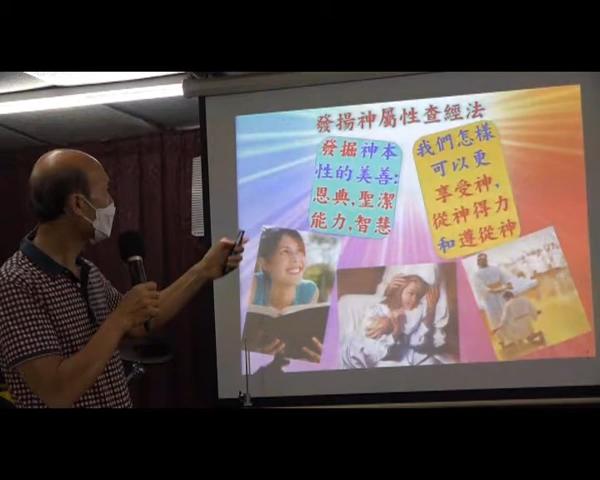 發揚神屬性查經法
發掘神本
性的美善:
恩典,聖潔
能力,智慧
我們怎樣
可以更
享受神,
從神得力
和遵從神